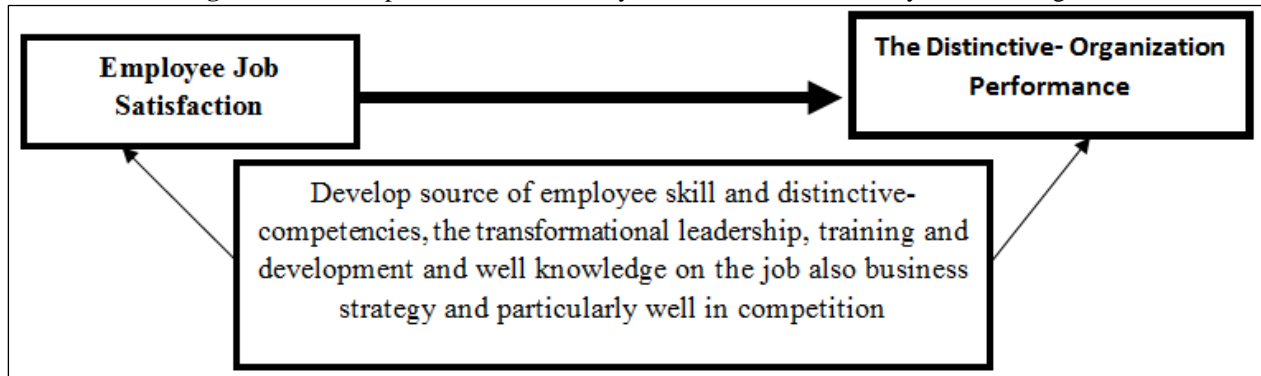 Employee Job
Satisfaction
The Distinctive- Organization
Performance
Develop source of employee skill and distinctive-
competencies, the transformational leadership, training and
development and well knowledge on the job also business
strategy and particularly well in competition